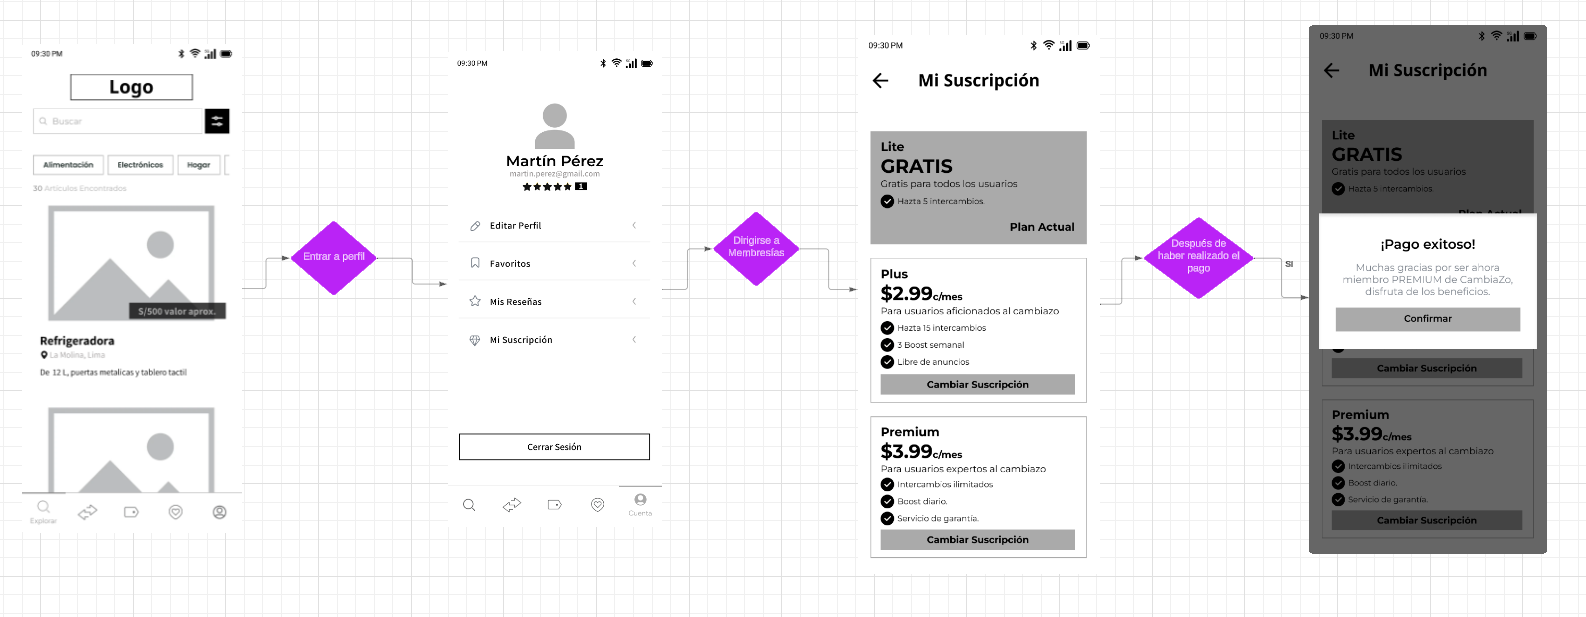 09:30 PM
Logo
Buscar
Alimentación
Electrónicos
Hogar
30 Artículos Encontrados
S/500 valor aprox.
Refrigeradora
La Molina, Lima
De 12 L, puertas metalicas y tablero tactil
Explorar
Entrar a perfil
09:30 PM
Martín Pérez
martin.perez@gmail.com
1
Editar Perfil
Favoritos
Mis Reseñas
Mi Suscripción
Cerrar Sesión
Cuenta
Dirigirse a
Membresías
09:30 PM
Mi Suscripción
Lite
GRATIS
Gratis para todos los usuarios
Hazta 5 intercambios.
Plan Actual
Plus
$2.99c/mes
Para usuarios aficionados al cambiazo
Hazta 15 intercambios
3 Boost semanal
Libre de anuncios
Cambiar Suscripción
Premium
$3.99c/mes
Para usuarios expertos al cambiazo
Intercambios ilimitados
Boost diario.
Servicio de garantía.
Cambiar Suscripción
Después de
haber realizado el
pago
SI
09:30 PM
Mi Suscripción
Lite
GRATIS
Gratis para todos los usuarios
Hazta 5 intercambios.
Plan Actual
¡Pago exitoso!
Muchas gracias por ser ahora
miembro PREMIUM de CambiaZo,
disfruta de los beneficios.
Confirmar
Cambiar Suscripción
Premium
$3.99c/mes
Para usuarios expertos al cambiazo
Intercambios ilimitados
Boost diario.
Servicio de garantía.
Cambiar Suscripción